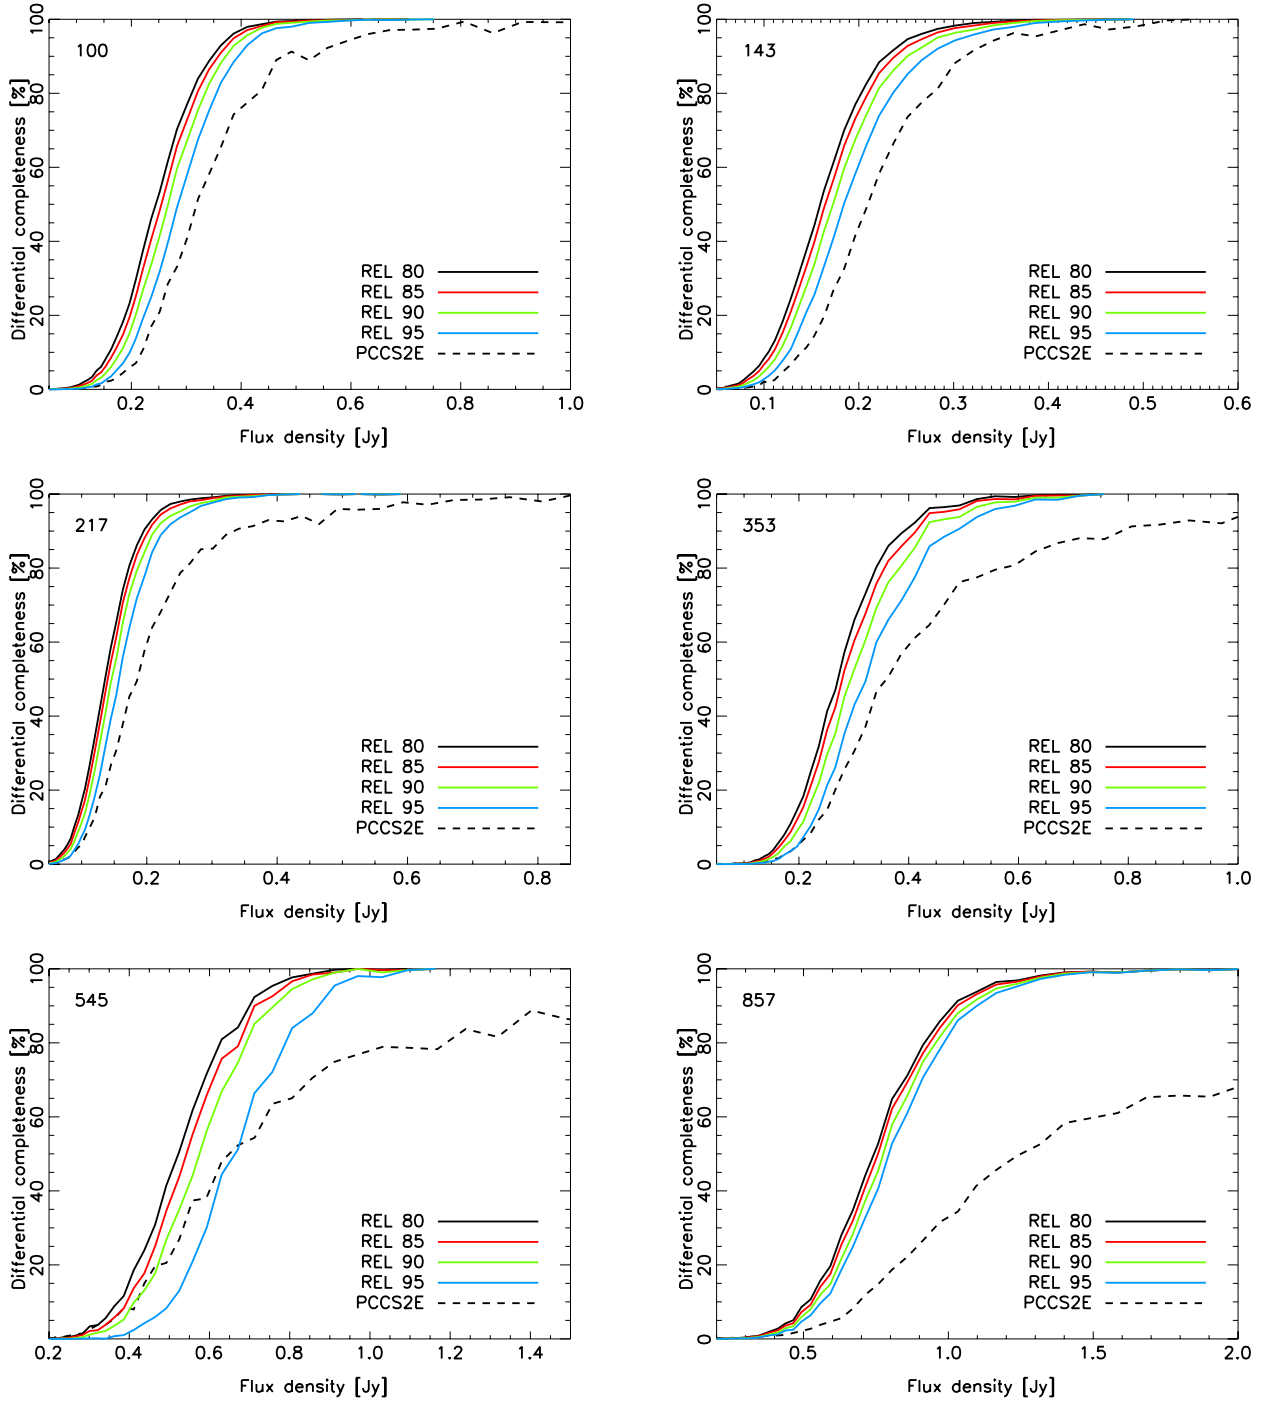 100
Differential completeness [%]
100
80
60
40
20
0
REL 80
REL 85
REL 90
REL 95
PCCS2E
0.2 0.4 0.6 0.8 1.0
Flux density [Jy]
143
Differential completeness [%]
100
80
60
40
20
0
REL 80
REL 85
REL 90
REL 95
PCCS2E
0.1 0.2 0.3 0.4 0.5 0.6
Flux density [Jy]
217
Differential completeness [%]
100
80
60
40
20
0
REL 80
REL 85
REL 90
REL 95
PCCS2E
0.2 0.4 0.6 0.8
Flux density [Jy]
353
Differential completeness [%]
100
80
60
40
20
0
REL 80
REL 85
REL 90
REL 95
PCCS2E
0.2 0.4 0.6 0.8 1.0
Flux density [Jy]
545
Differential completeness [%]
100
80
60
40
20
0
REL 80
REL 85
REL 90
REL 95
PCCS2E
0.2 0.4 0.6 0.8 1.0 1.2 1.4
Flux density [Jy]
857
Differential completeness [%]
100
80
60
40
20
0
REL 80
REL 85
REL 90
REL 95
PCCS2E
0.5 1.0 1.5 2.0
Flux density [Jy]